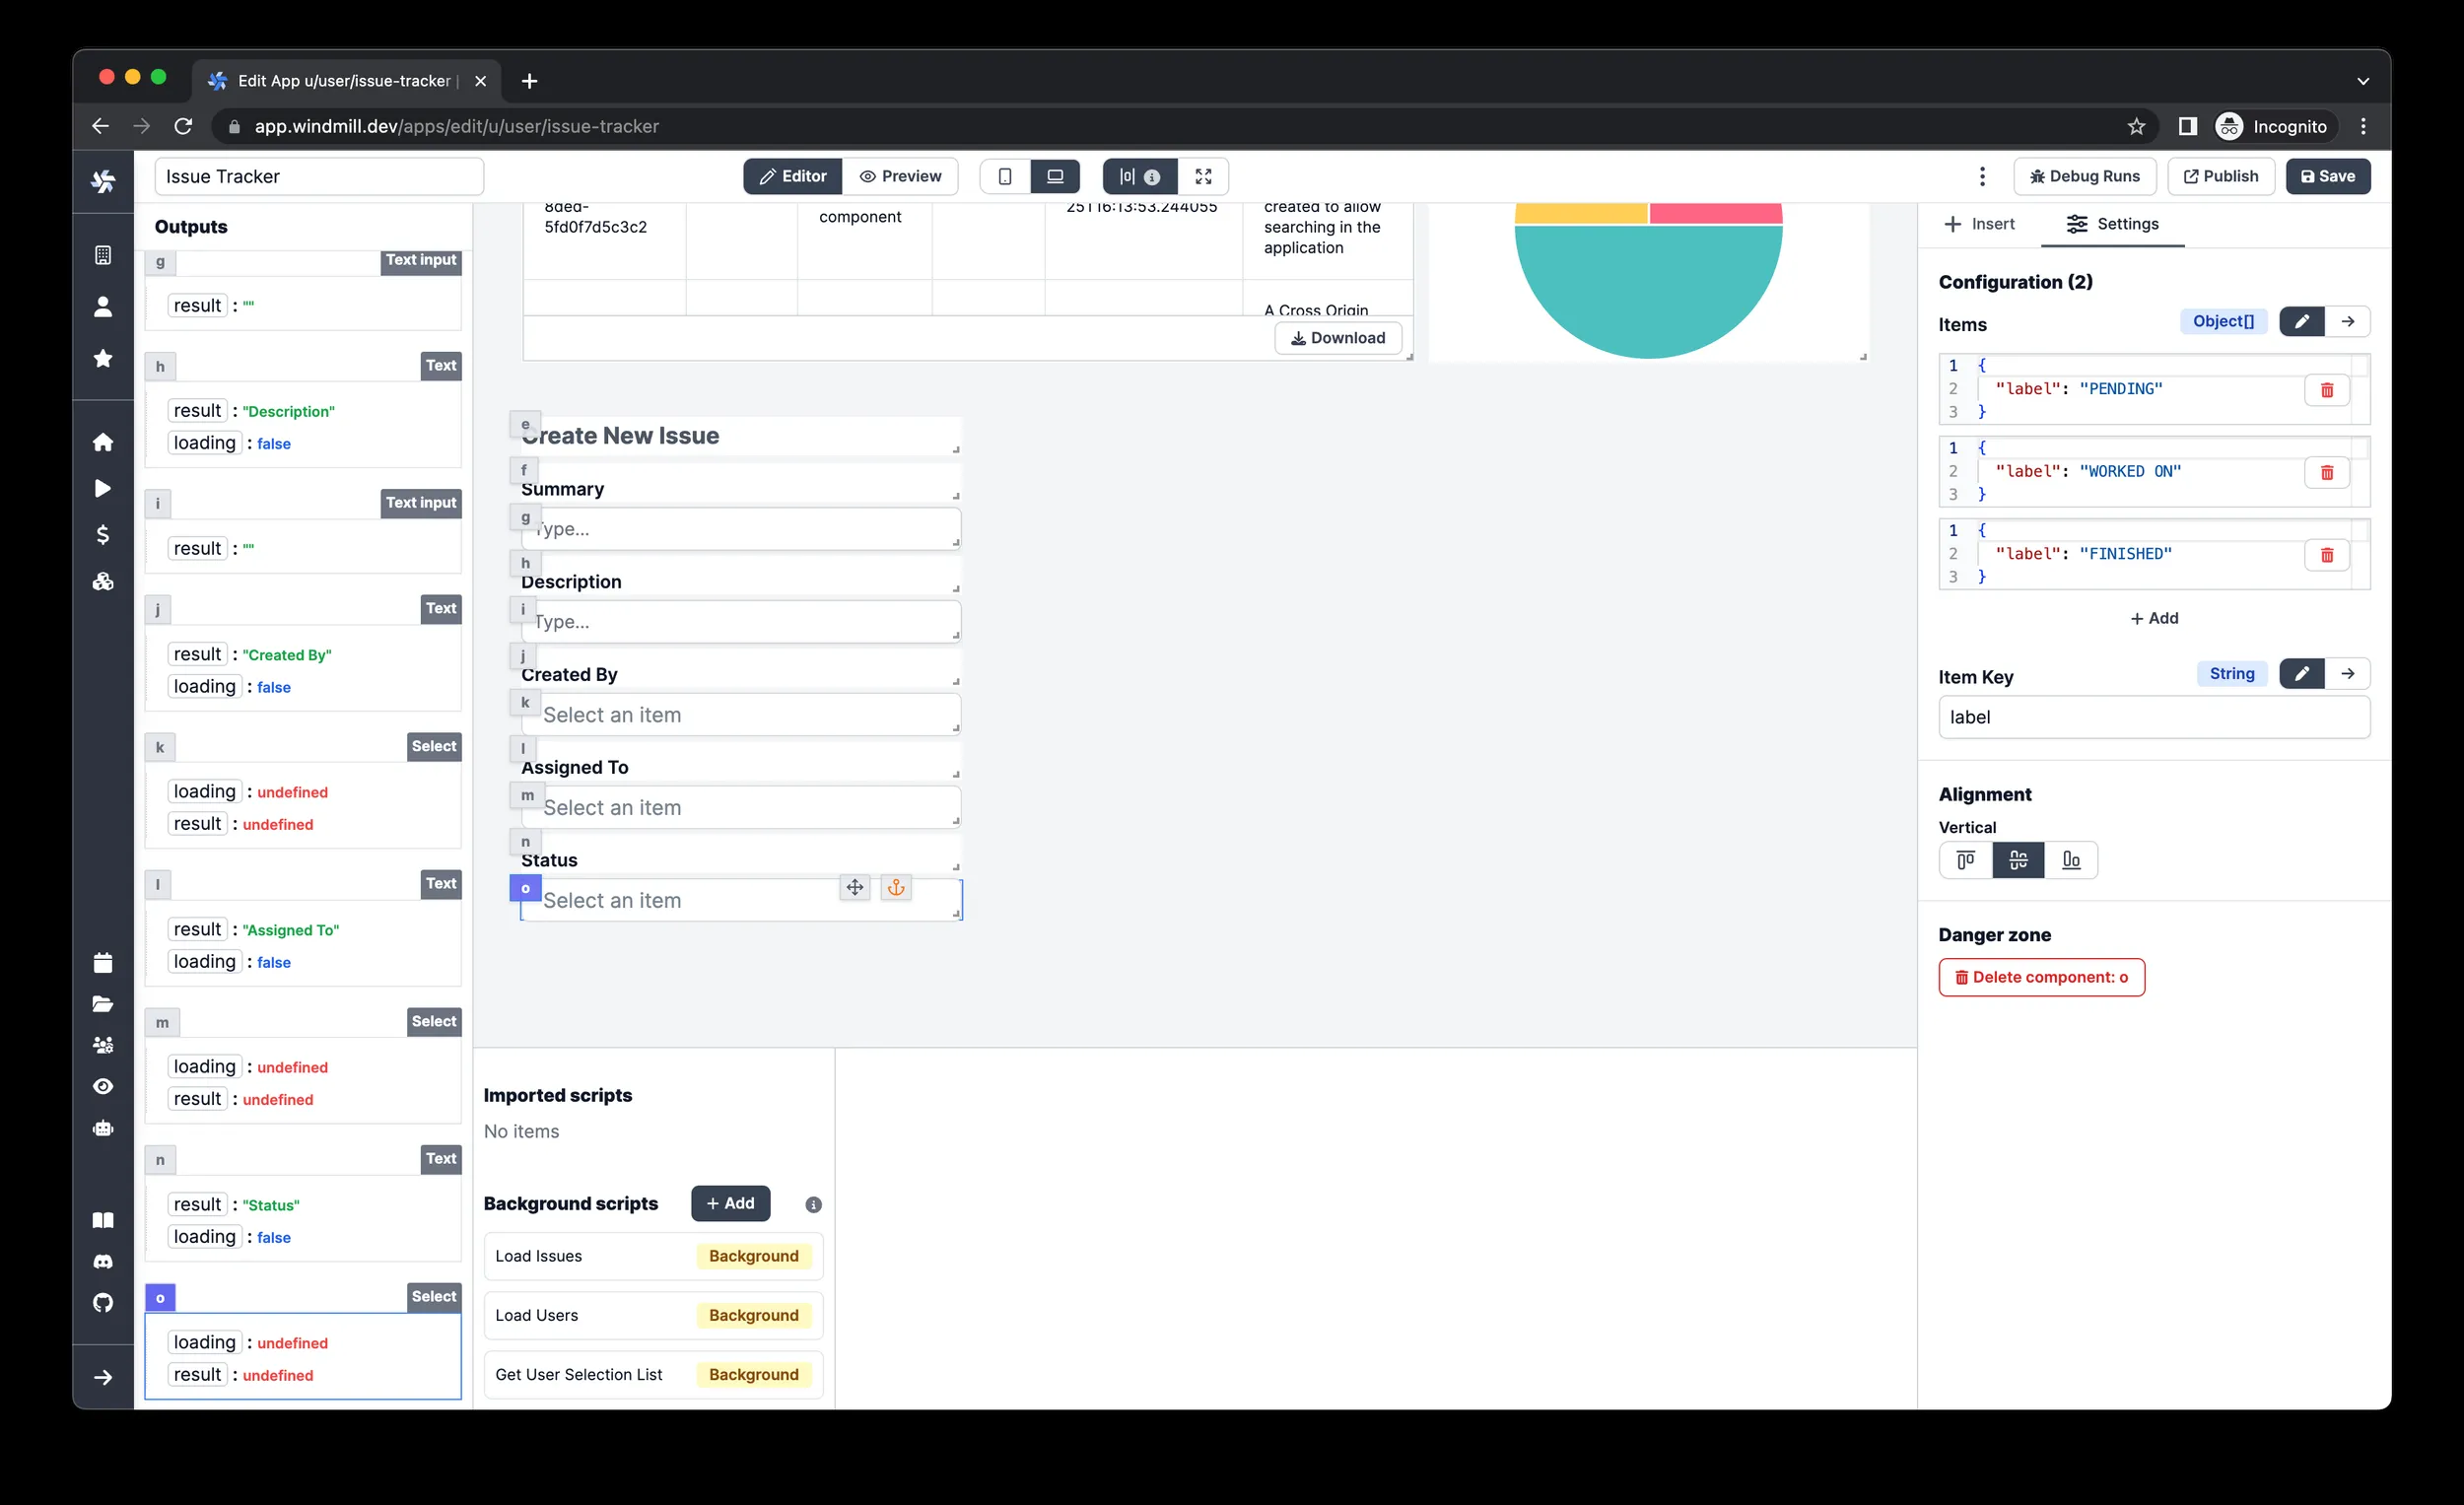 Edit App u/user/issue-tracker |
app.windmill.dev/apps/edit/u/user/issue-tracker
Incognito
Issue Tracker
Editor
Preview
Debug Runs
Publish
Save
Outputs
g
Text input
result : ""
h
Text
result : "Description"
loading : false
i
Text input
result : ""
j
Text
result : "Created By"
loading : false
k
Select
loading : undefined
result : undefined
l
Text
result : "Assigned To"
loading : false
m
Select
loading : undefined
result : undefined
n
Text
result : "Status"
loading : false
o
Select
loading : undefined
result : undefined
8ded-
5fd0f7d5c3c2
component
25T16:13:53.244055
created to allow
searching in the
application
A Cross Origin
Download
e
Create New Issue
f
Summary
g
Type...
h
Description
i
Type...
j
Created By
k
Select an item
l
Assigned To
m
Select an item
n
Status
o
Select an item
Imported scripts
No items
Background scripts
+ Add
Load Issues
Background
Load Users
Background
Get User Selection List
Background
+ Insert
Settings
Configuration (2)
Items
Object[]
1 {
2 "label": "PENDING"
3 }
1 {
2 "label": "WORKED ON"
3 }
1 {
2 "label": "FINISHED"
3 }
+ Add
Item Key
String
label
Alignment
Vertical
Danger zone
Delete component: o